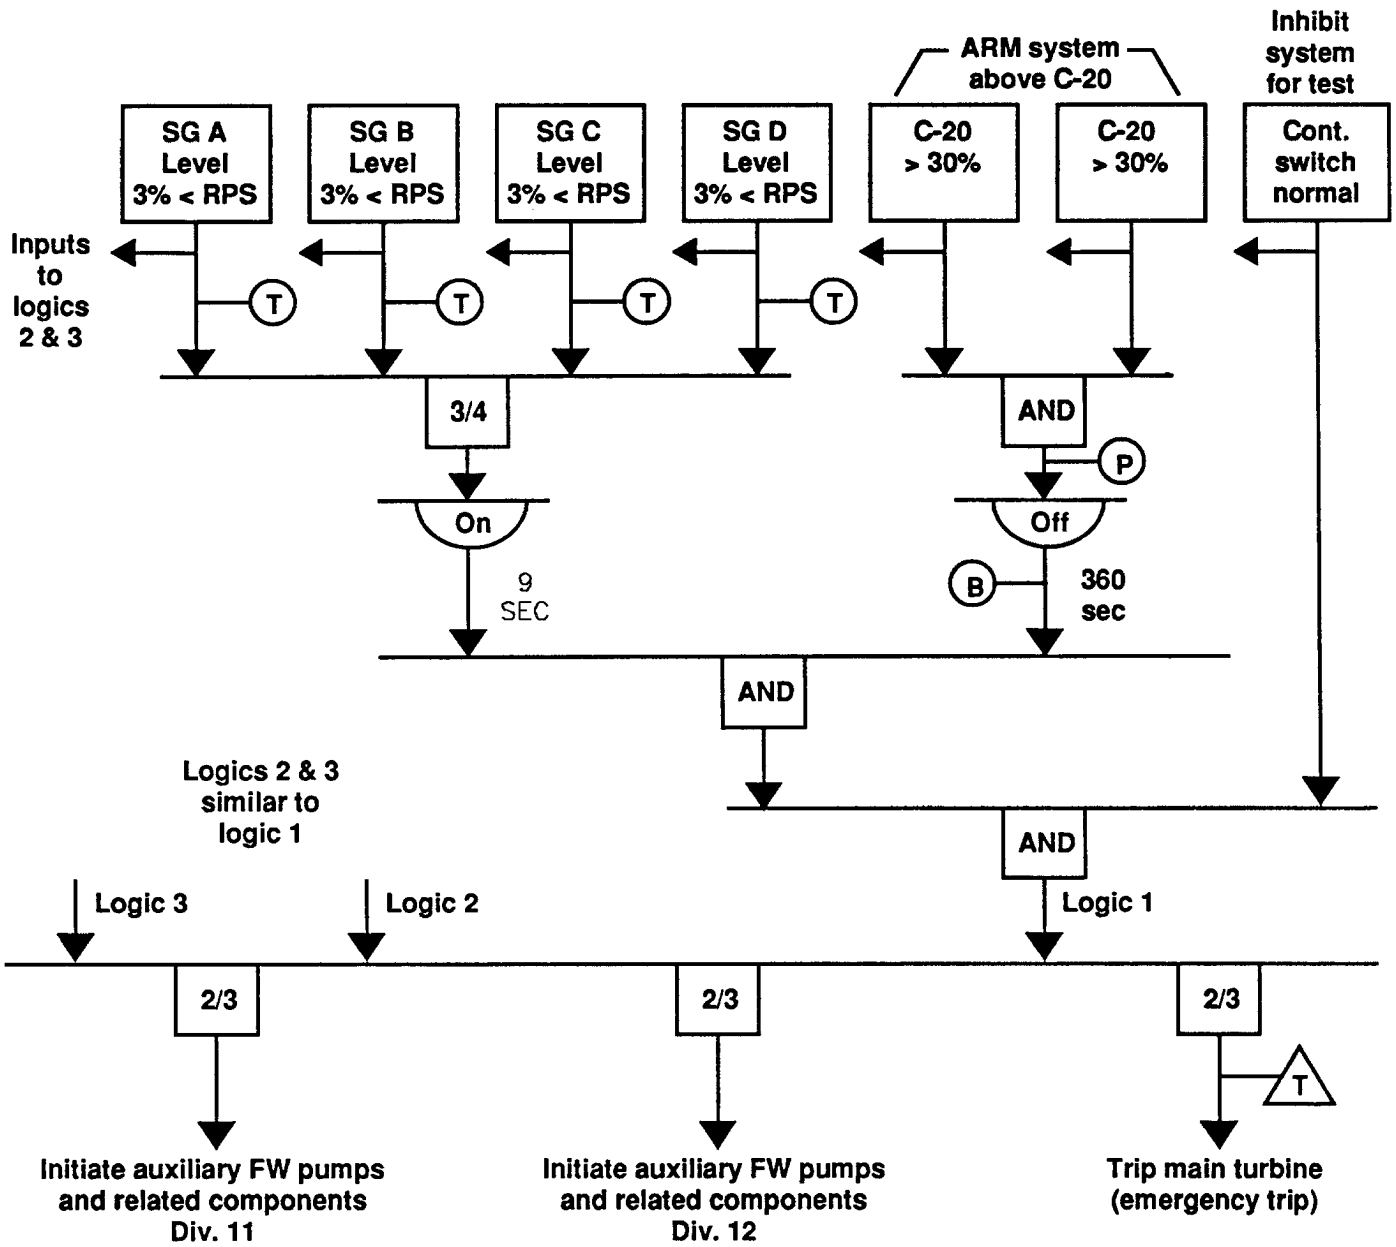 Inhibit
system
for test
ARM system
above C-20
SG A
Level
3% < RPS
SG B
Level
3% < RPS
SG C
Level
3% < RPS
SG D
Level
3% < RPS
C-20
> 30%
C-20
> 30%
Cont.
switch
normal
Inputs
to
logics
2 & 3
T
T
T
T
3/4
AND
P
On
Off
9
SEC
B
360
sec
AND
Logics 2 & 3
similar to
logic 1
AND
Logic 3
Logic 2
Logic 1
2/3
2/3
2/3
T
Initiate auxiliary FW pumps
and related components
Div. 11
Initiate auxiliary FW pumps
and related components
Div. 12
Trip main turbine
(emergency trip)